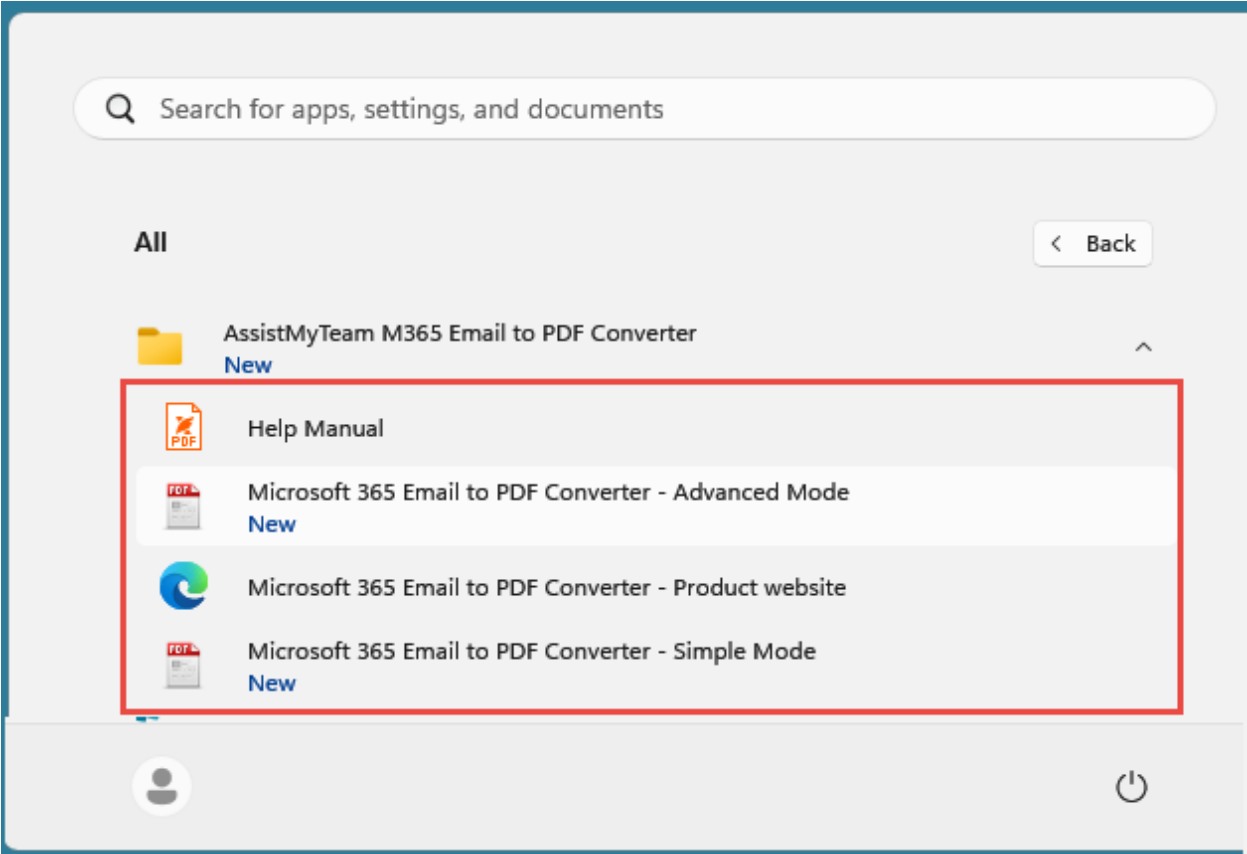 Search for apps, settings, and documents
All
Back
AssistMyTeam M365 Email to PDF Converter
New
PDF
Help Manual
PDF
Microsoft 365 Email to PDF Converter - Advanced Mode
New
Microsoft 365 Email to PDF Converter - Product website
PDF
Microsoft 365 Email to PDF Converter - Simple Mode
New